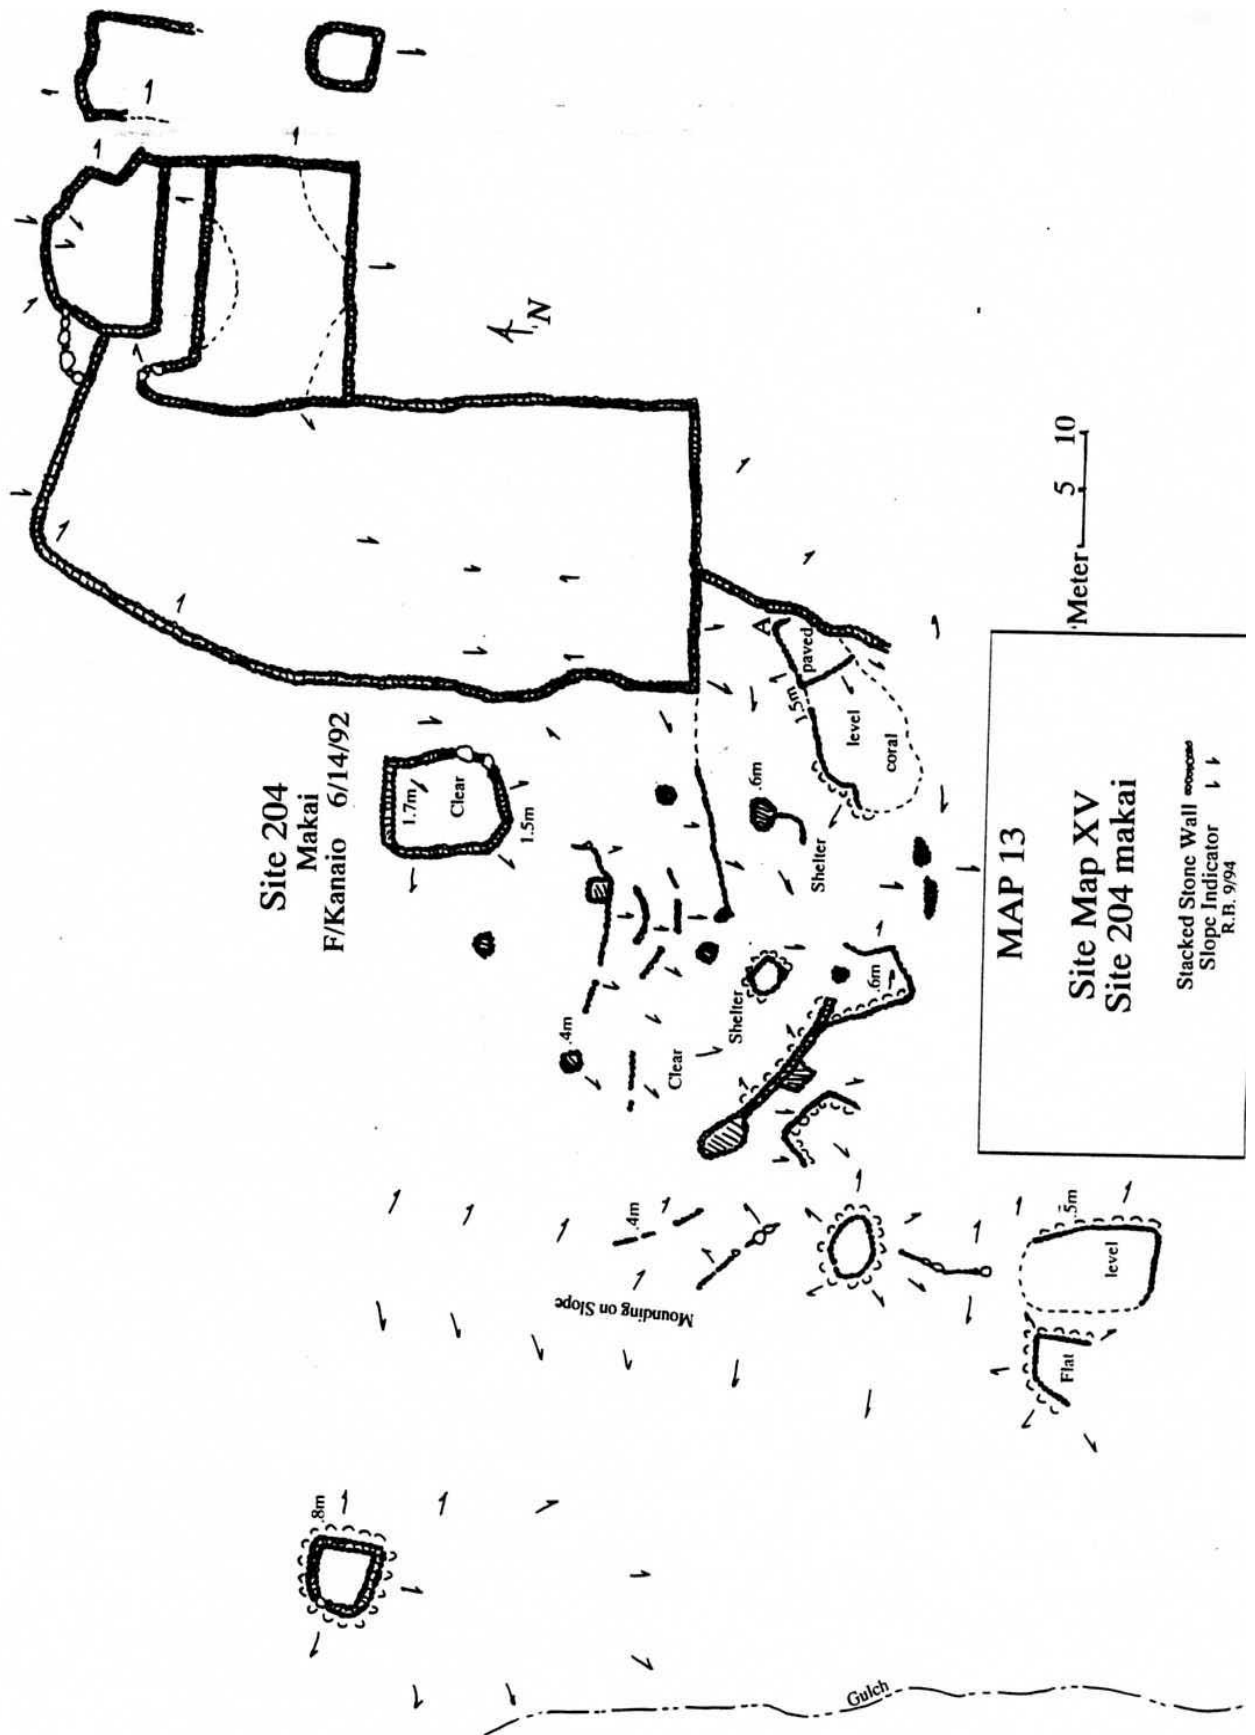 Site 204
Makai
F/Kanaio 6/14/92
1.7m
Clear
1.5m
N
Meter 5 10
A
paved
1.5m
level
coral
.6m
Shelter
.4m
Clear
Shelter
.6m
.4m
Mounding on Slope
.5m
level
Flat
.8m
Gulch
MAP 13
Site Map XV
Site 204 makai
Stacked Stone Wall
Slope Indicator
R.B. 9/94